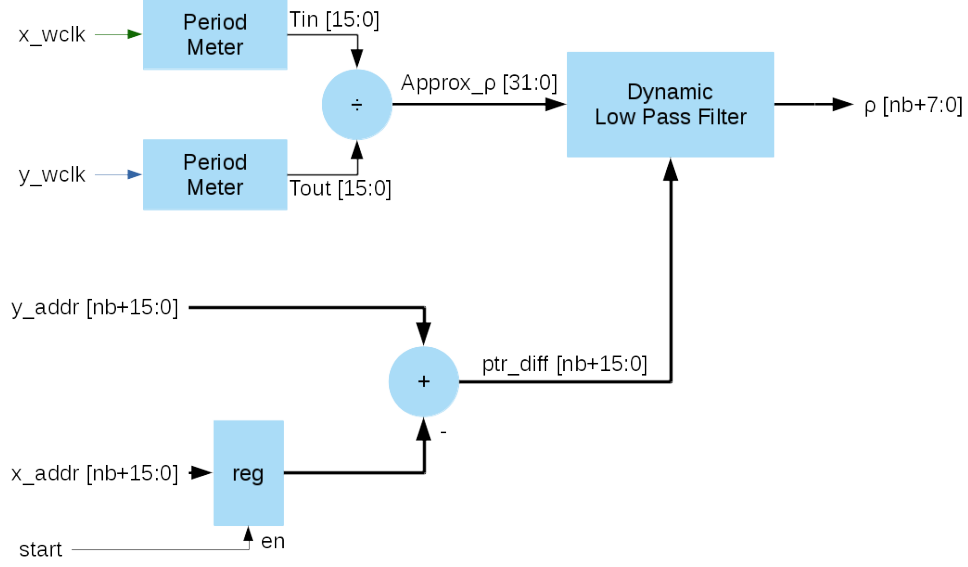 x_wclk
Period
Meter
Tin [15:0]
÷
Approx_ρ [31:0]
Dynamic
Low Pass Filter
ρ [nb+7:0]
y_wclk
Period
Meter
Tout [15:0]
y_addr [nb+15:0]
+
ptr_diff [nb+15:0]
-
x_addr [nb+15:0]
reg
start
en